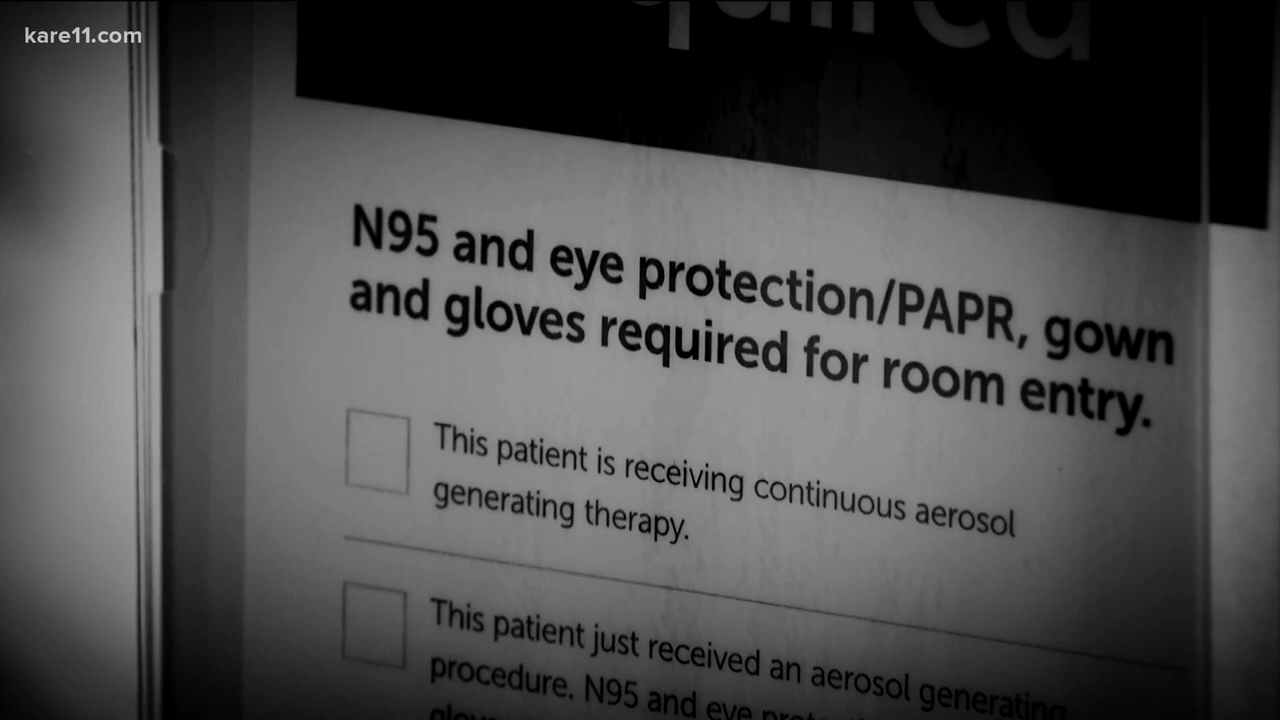 kare11.com
N95 and eye protection/PAPR, gown
and gloves required for room entry.
This patient is receiving continuous aerosol
generating therapy.
This patient just received an aerosol generating
procedure. N95 and eye